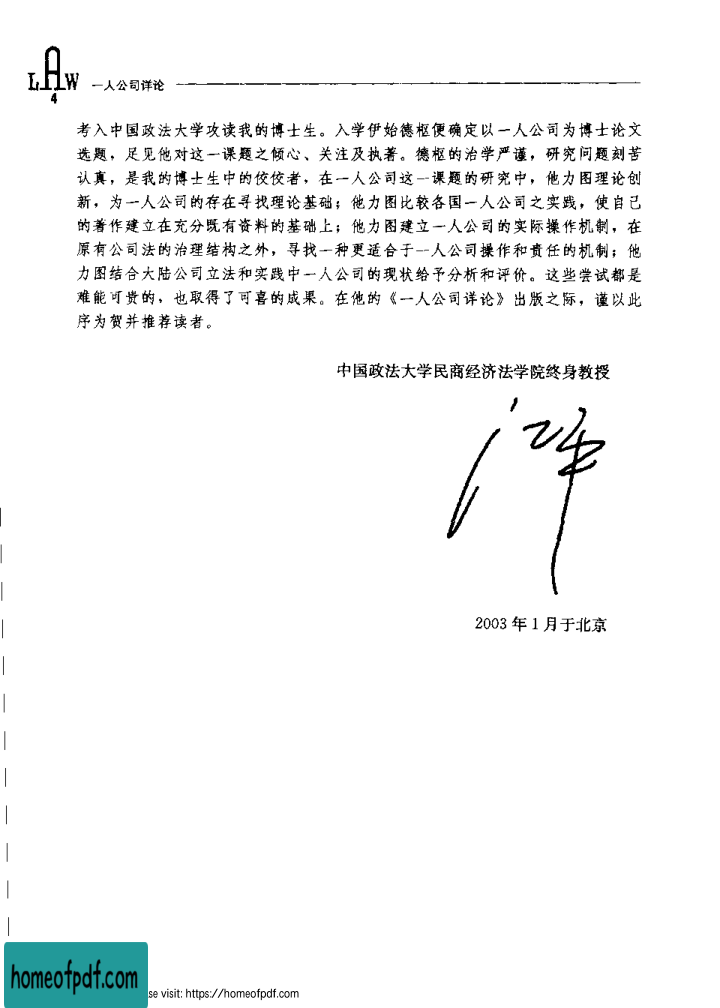 LAW 一人公司详论
4
考入中国政法大学攻读我的博士生。入学伊始德枢便确定以一人公司为博士论文
选题，足见他对这一课题之倾心、关注及执著。德枢的治学严谨，研究问题刻苦
认真，是我的博士生中的佼佼者，在一人公司这一课题的研究中，他力图理论创
新，为一人公司的存在寻找理论基础；他力图比较各国一人公司之实践，使自己
的著作建立在充分既有资料的基础上；他力图建立一人公司的实际操作机制，在
原有公司法的治理结构之外，寻找一种更适合于一人公司操作和责任的机制；他
力图结合大陆公司立法和实践中一人公司的现状给予分析和评价。这些尝试都是
难能可贵的，也取得了可喜的成果。在他的《一人公司详论》出版之际，谨以此
序为贺并推荐读者。
中国政法大学民商经济法学院终身教授
江平
2003 年 1 月于北京
homeofpdf.com
se visit: https://homeofpdf.com